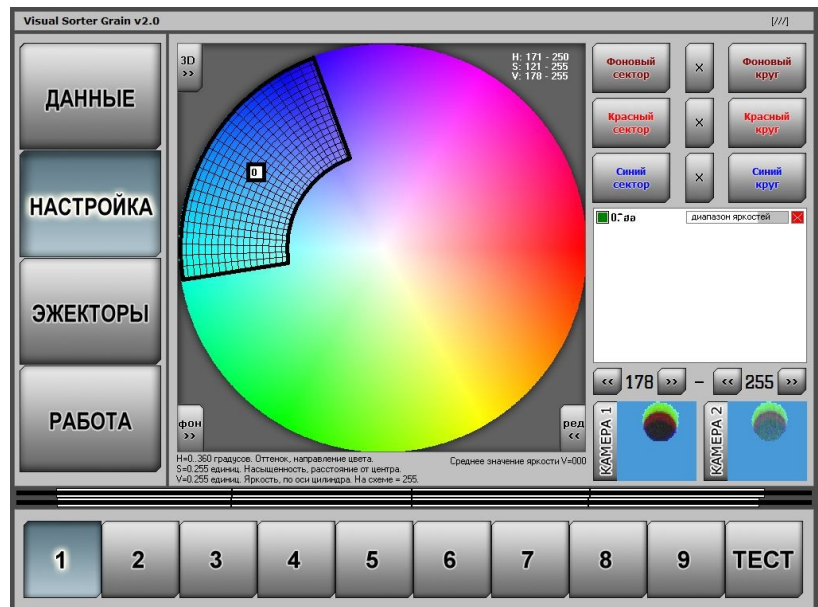 Visual Sorter Grain v2.0
[///]
ДАННЫЕ
НАСТРОЙКА
ЭЖЕКТОРЫ
РАБОТА
3D
>>
H: 171 - 250
S: 121 - 255
V: 178 - 255
0
фон
>>
ред
<<
H=0..360 градусов. Оттенок, направление цвета.
S=0.255 единиц. Насыщенность, расстояние от центра.
V=0.255 единиц. Яркость, по оси цилиндра. На схеме = 255.
Среднее значение яркости V=000
Фоновый
сектор
×
Фоновый
круг
Красный
сектор
×
Красный
круг
Синий
сектор
×
Синий
круг
диапазон яркостей
<< 178 >> – << 255 >>
КАМЕРА 1
КАМЕРА 2
1 2 3 4 5 6 7 8 9 ТЕСТ